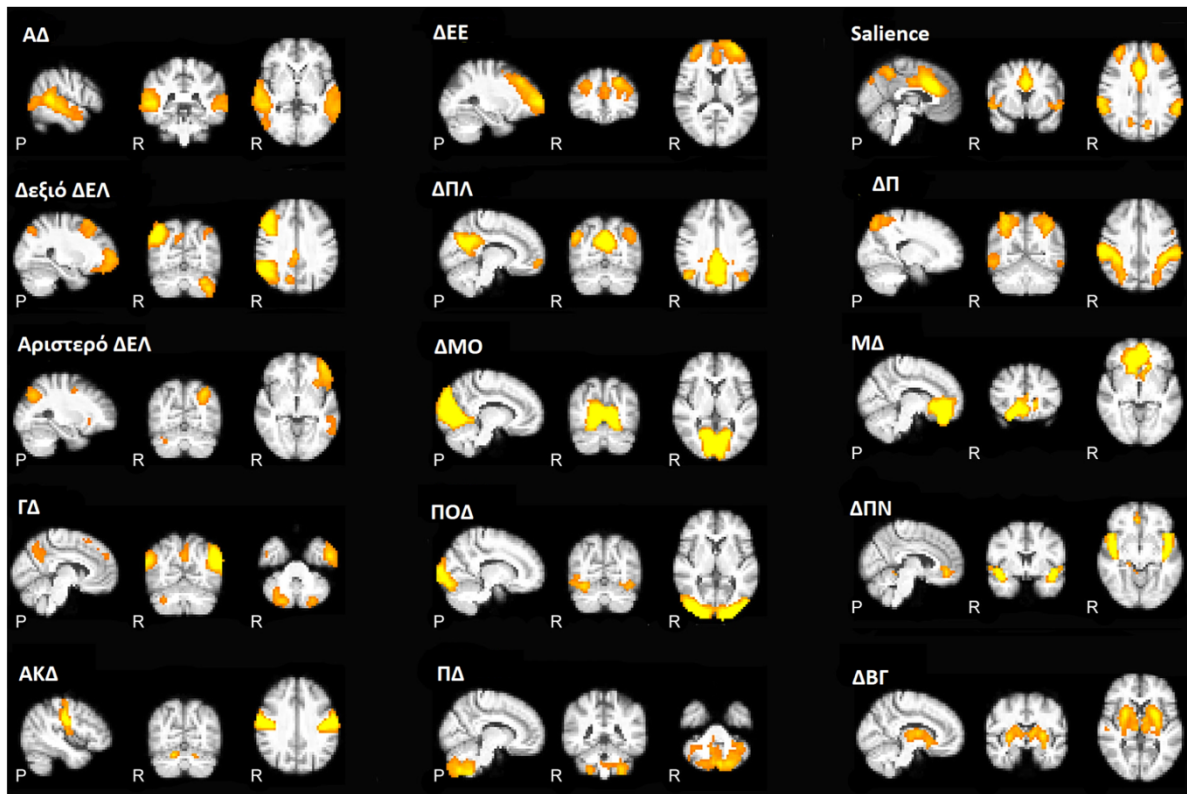 ΑΔ
ΔΕΕ
Salience
P R R
P R R
P R R
Δεξιό ΔΕΛ
ΔΠΛ
ΔΠ
P R R
P R R
P R R
Αριστερό ΔΕΛ
ΔΜΟ
ΜΔ
P R R
P R R
P R R
ΓΔ
ΠΟΔ
ΔΠΝ
P R R
P R R
P R R
ΑΚΔ
ΠΔ
ΔΒΓ
P R R
P R R
P R R